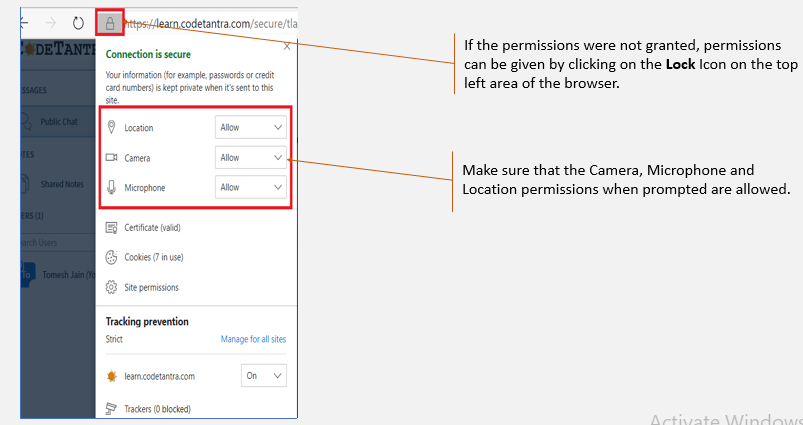 https://learn.codetantra.com/secure/tla
CODETANTRA
Connection is secure
Your information (for example, passwords or credit
card numbers) is kept private when it's sent to this
site.
SSAGES
Public Chat
Location Allow
Camera Allow
OTES
Shared Notes
Microphone Allow
ERS (1)
Certificate (valid)
earch Users
Cookies (7 in use)
To
Tomesh Jain (Yo
Site permissions
Tracking prevention
Strict Manage for all sites
learn.codetantra.com On
Trackers (0 blocked)
If the permissions were not granted, permissions
can be given by clicking on the Lock Icon on the top
left area of the browser.
Make sure that the Camera, Microphone and
Location permissions when prompted are allowed.
Activate Windows